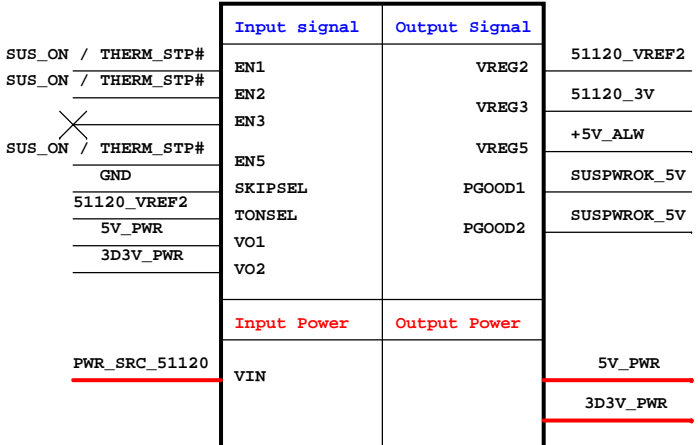 Input signal Output Signal
SUS_ON / THERM_STP# EN1 VREG2 51120_VREF2
SUS_ON / THERM_STP# EN2 VREG3 51120_3V
EN3
SUS_ON / THERM_STP# EN5 VREG5 +5V_ALW
GND SKIPSEL PGOOD1 SUSPWROK_5V
51120_VREF2 TONSEL PGOOD2 SUSPWROK_5V
5V_PWR VO1
3D3V_PWR VO2
Input Power Output Power
PWR_SRC_51120 VIN 5V_PWR
3D3V_PWR